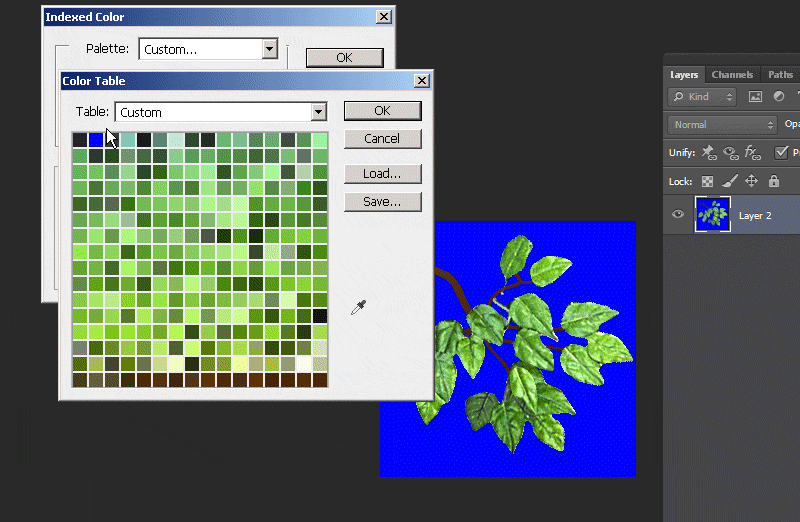 Indexed Color
Palette: Custom...
OK
Color Table
Table: Custom
OK
Cancel
Load...
Save...
Layers Channels Paths
Kind
Normal Opa
Unify:
Lock:
Layer 2